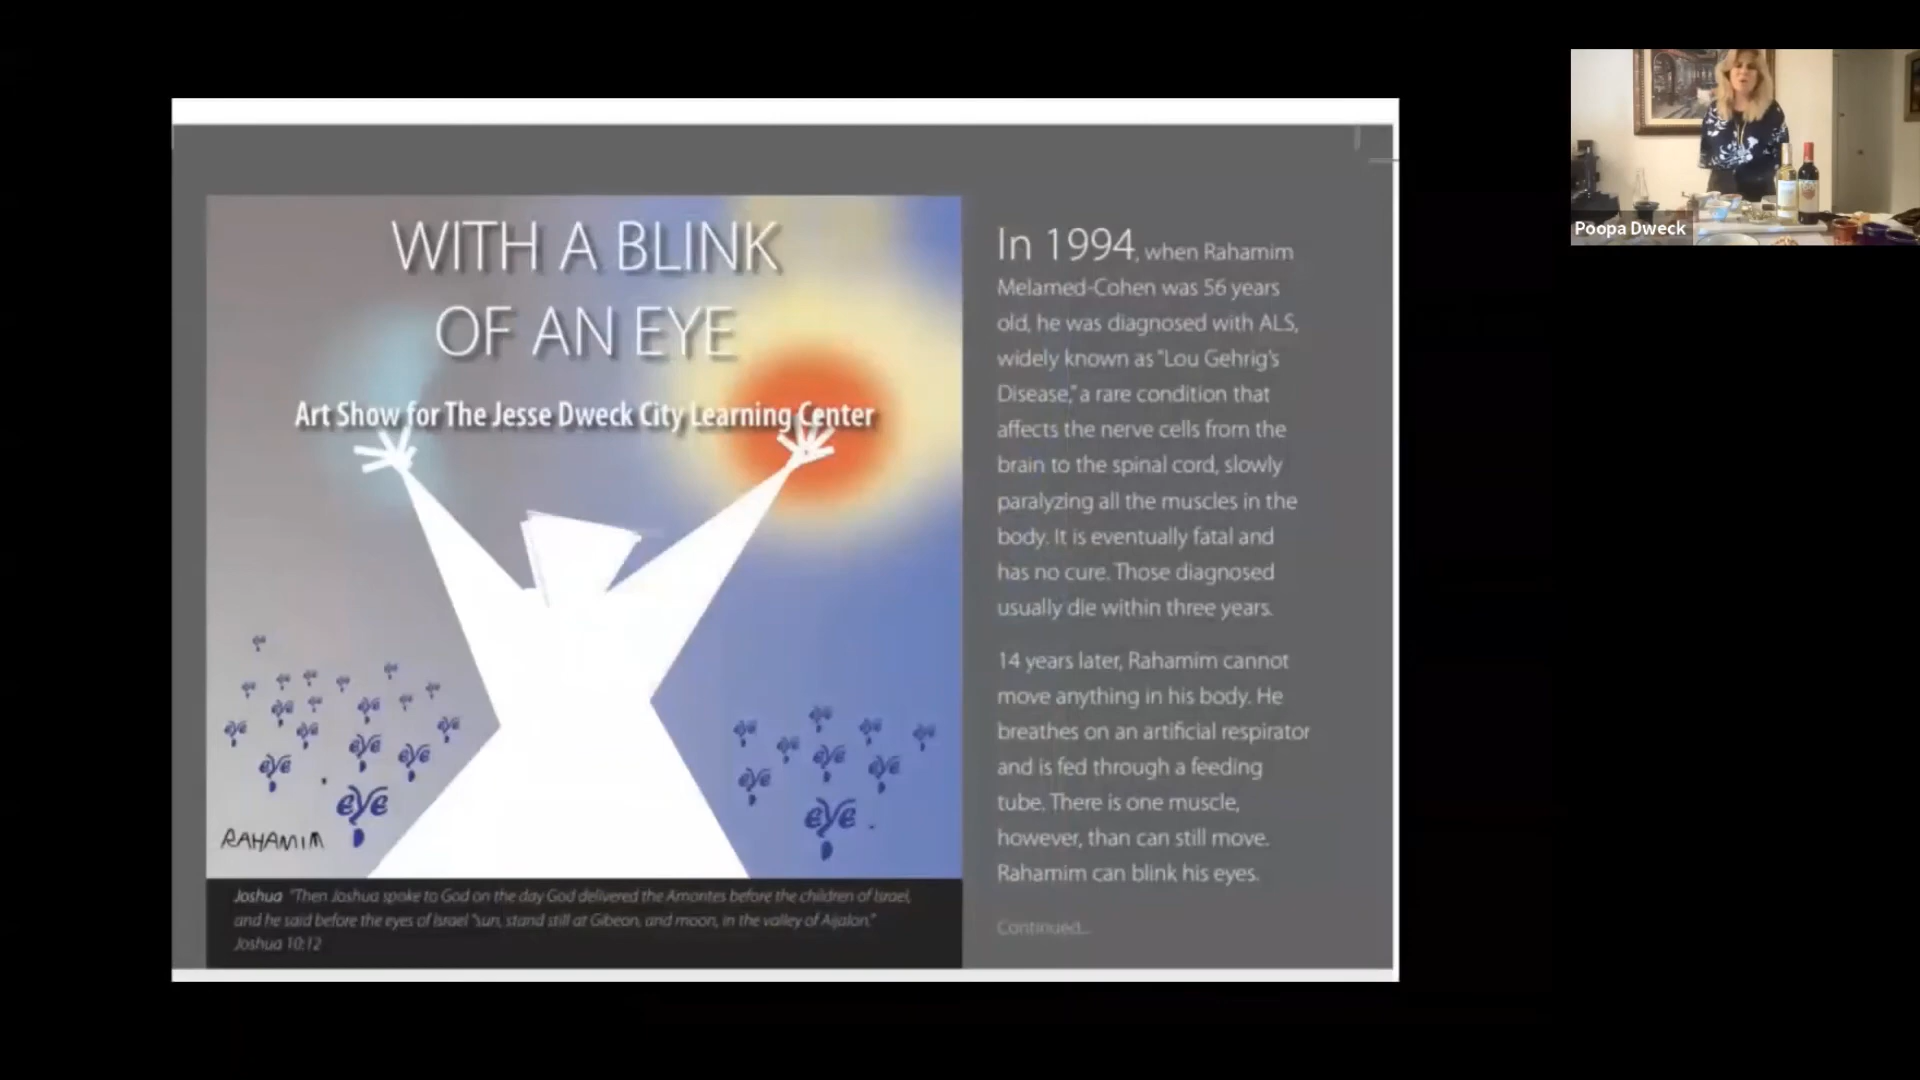 WITH A BLINK
OF AN EYE
Art Show for The Jesse Dweck City Learning Center
eye
eye
RAHAMIM
Joshua "Then Joshua spoke to God on the day God delivered the Amorites before the children of Israel,
and he said before the eyes of Israel "sun, stand still at Gibeon, and moon, in the valley of Aijalon."
Joshua 10:12
In 1994, when Rahamim
Melamed-Cohen was 56 years
old, he was diagnosed with ALS,
widely known as "Lou Gehrig's
Disease," a rare condition that
affects the nerve cells from the
brain to the spinal cord, slowly
paralyzing all the muscles in the
body. It is eventually fatal and
has no cure. Those diagnosed
usually die within three years.
14 years later, Rahamim cannot
move anything in his body. He
breathes on an artificial respirator
and is fed through a feeding
tube. There is one muscle,
however, than can still move.
Rahamim can blink his eyes.
Continued...
Poopa Dweck